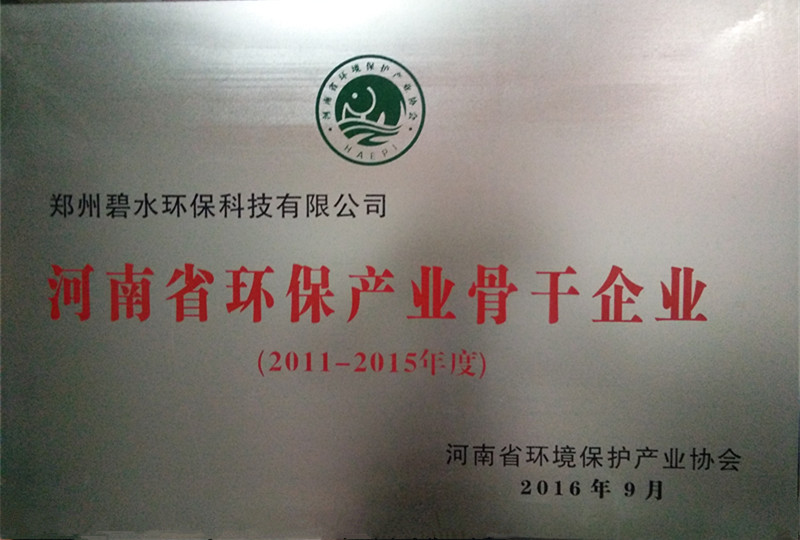 河南省环境保护产业协会
HAEPI
郑州碧水环保科技有限公司
河南省环保产业骨干企业
(2011-2015年度)
河南省环境保护产业协会
2016年9月